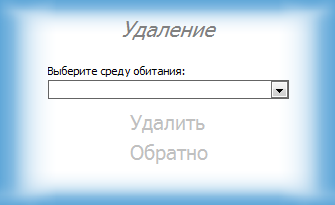 Удаление
Выберите среду обитания:
Удалить
Обратно